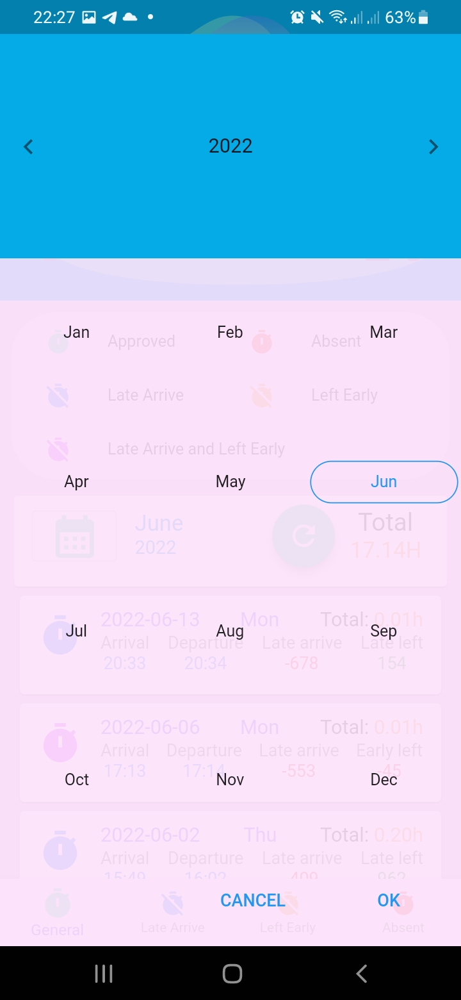 22:27 63%
2022
Jan Feb Mar
Approved Absent
Late Arrive Left Early
Late Arrive and Left Early
Apr May Jun
June Total
2022 17.14H
2022-06-13 Mon Total: 0.01h
Jul Aug Sep
Arrival Departure Late arrive Late left
20:33 20:34 -678 154
2022-06-06 Mon Total: 0.01h
Arrival Departure Late arrive Early left
17:13 17:14 -553 -45
Oct Nov Dec
2022-06-02 Thu Total: 0.20h
Arrival Departure Late arrive Late left
15:49 16:02 -409 962
CANCEL OK
General Late Arrive Left Early Absent